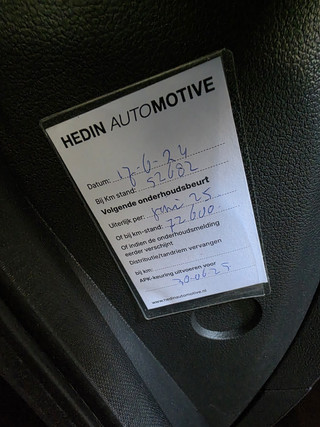 HEDIN AUTOMOTIVE
Datum: 17-6-24
Bij Km stand: 52682
Volgende onderhoudsbeurt
Uiterlijk per: juni 25
Of bij km-stand: 72600
Of indien de onderhoudsmelding
eerder verschijnt
Distributie/tandriem vervangen
bij km:
APK-keuring uitvoeren voor
30-06-25
www.hedinautomotive.nl